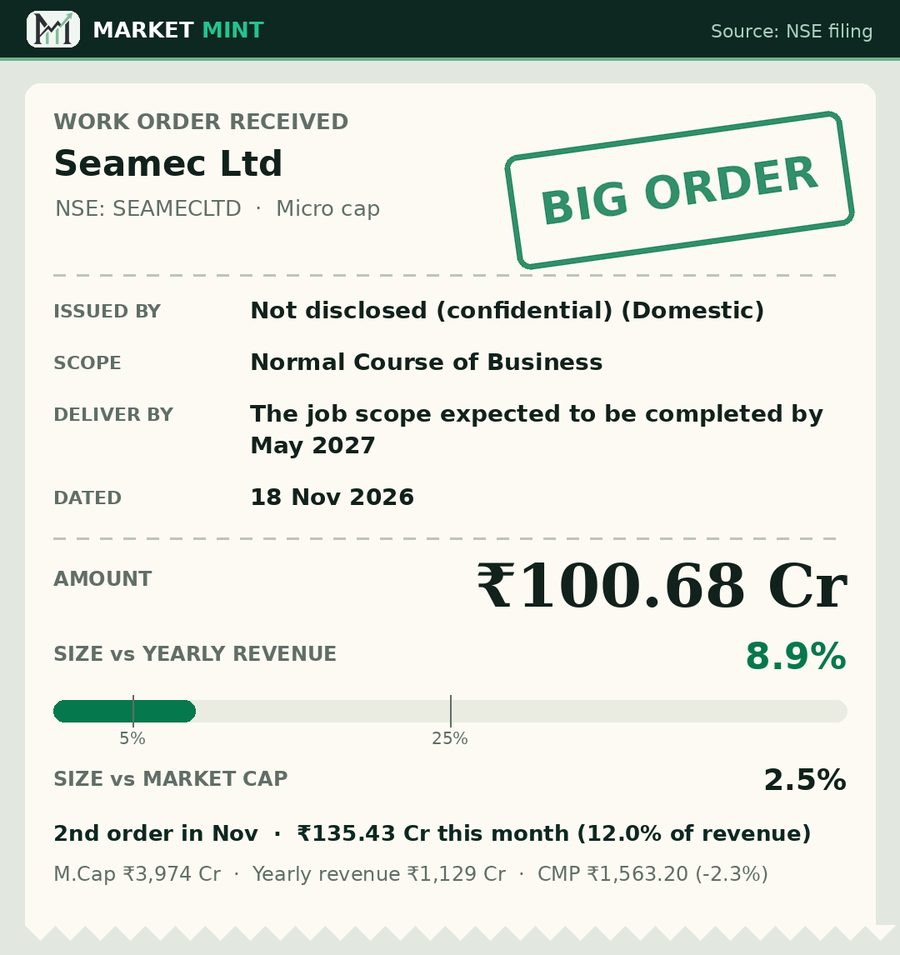 MARKET MINT
Source: NSE filing
WORK ORDER RECEIVED
Seamec Ltd
NSE: SEAMECLTD · Micro cap
BIG ORDER
ISSUED BY
Not disclosed (confidential) (Domestic)
SCOPE
Normal Course of Business
DELIVER BY
The job scope expected to be completed by
May 2027
DATED
18 Nov 2026
AMOUNT
₹100.68 Cr
SIZE vs YEARLY REVENUE
8.9%
5%
25%
SIZE vs MARKET CAP
2.5%
2nd order in Nov · ₹135.43 Cr this month (12.0% of revenue)
M.Cap ₹3,974 Cr · Yearly revenue ₹1,129 Cr · CMP ₹1,563.20 (-2.3%)